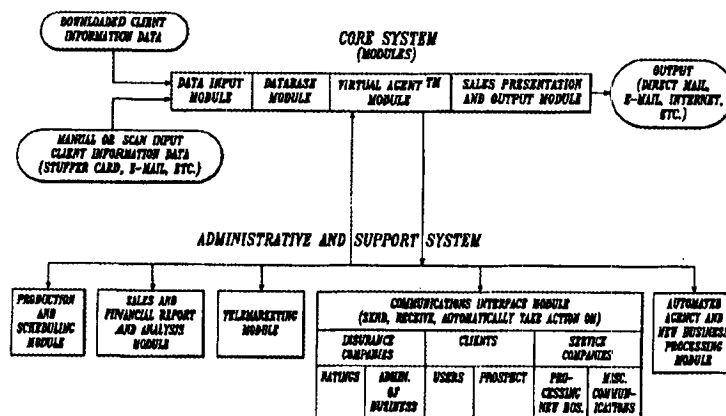 DOWNLOADED CLIENT
INFORMATION DATA
CORE SYSTEM
(MODULES)
DATA INPUT
MODULE
DATABASE
MODULE
VIRTUAL AGENT TM
MODULE
SALES PRESENTATION
AND OUTPUT MODULE
OUTPUT
(DIRECT MAIL,
E-MAIL, INTERNET,
ETC.)
MANUAL OR SCAN INPUT
CLIENT INFORMATION DATA
(STUFFER CARD, E-MAIL, ETC.)
ADMINISTRATIVE AND SUPPORT SYSTEM
PRODUCTION
AND
SCHEDULING
MODULE
SALES AND
FINANCIAL REPORT
AND ANALYSIS
MODULE
TELEMARKETING
MODULE
COMMUNICATIONS INTERFACE MODULE
(SEND, RECEIVE, AUTOMATICALLY TAKE ACTION ON)
INSURANCE
COMPANIES
CLIENTS
SERVICE
COMPANIES
RATINGS
ADMIN.
OF
BUSINESS
USERS
PROSPECT
PRO-
CESSING
NEW BUS.
MISC.
COMMUN-
ICATIONS
AUTOMATED
AGENCY AND
NEW BUSINESS
PROCESSING
MODULE